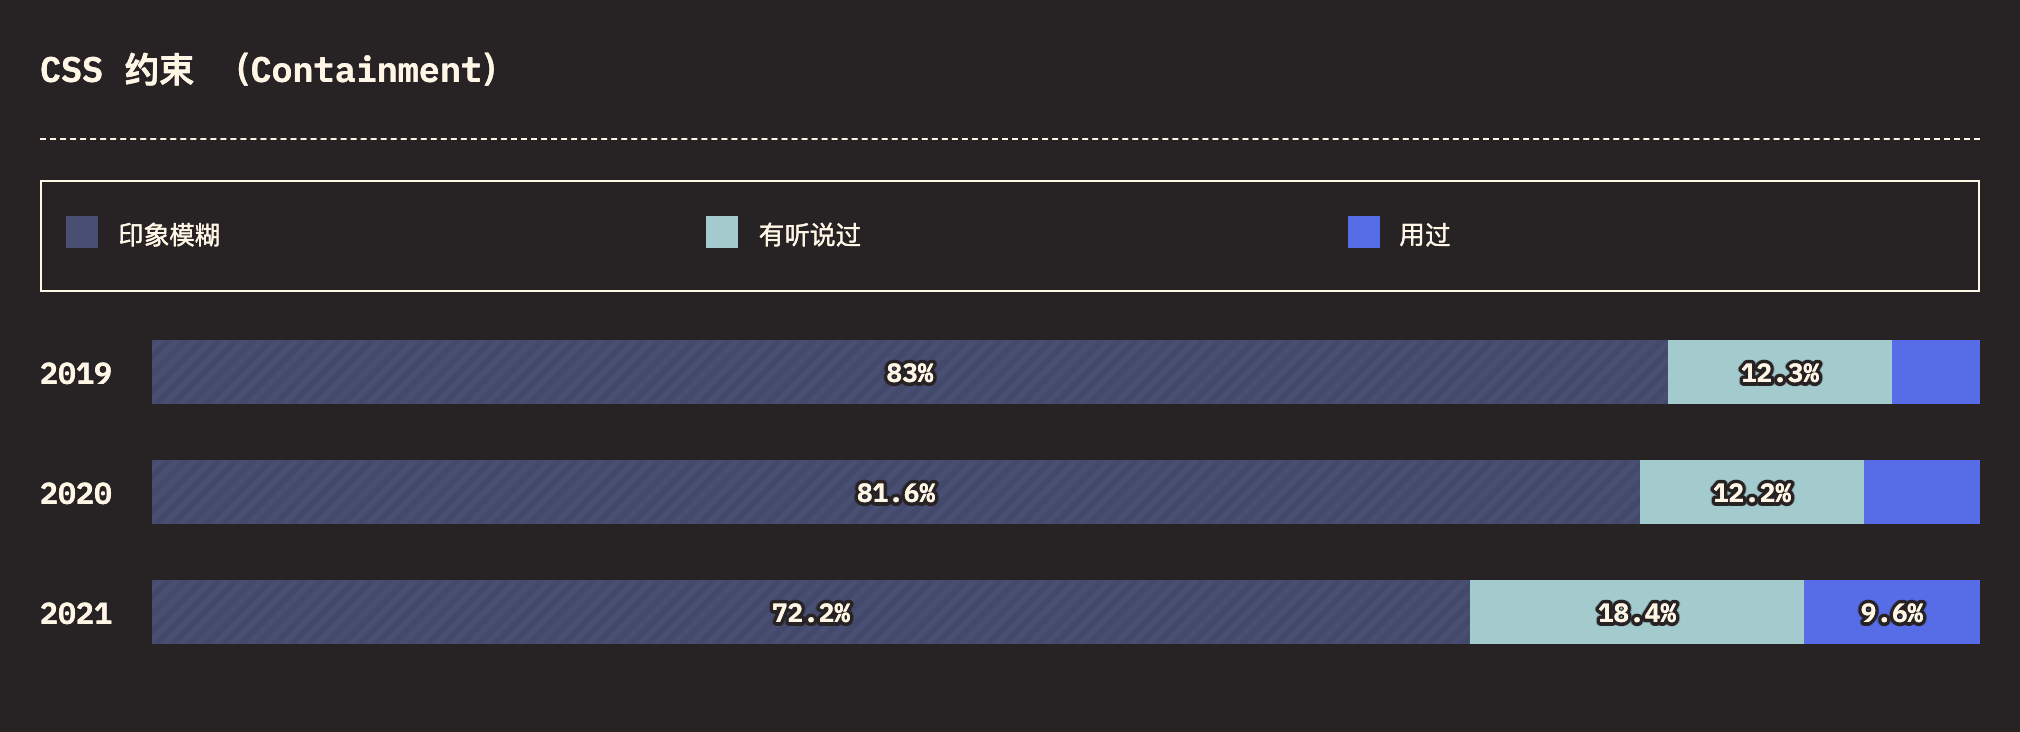 CSS 约束 （Containment）
印象模糊 有听说过 用过
2019 83% 12.3%
2020 81.6% 12.2%
2021 72.2% 18.4% 9.6%